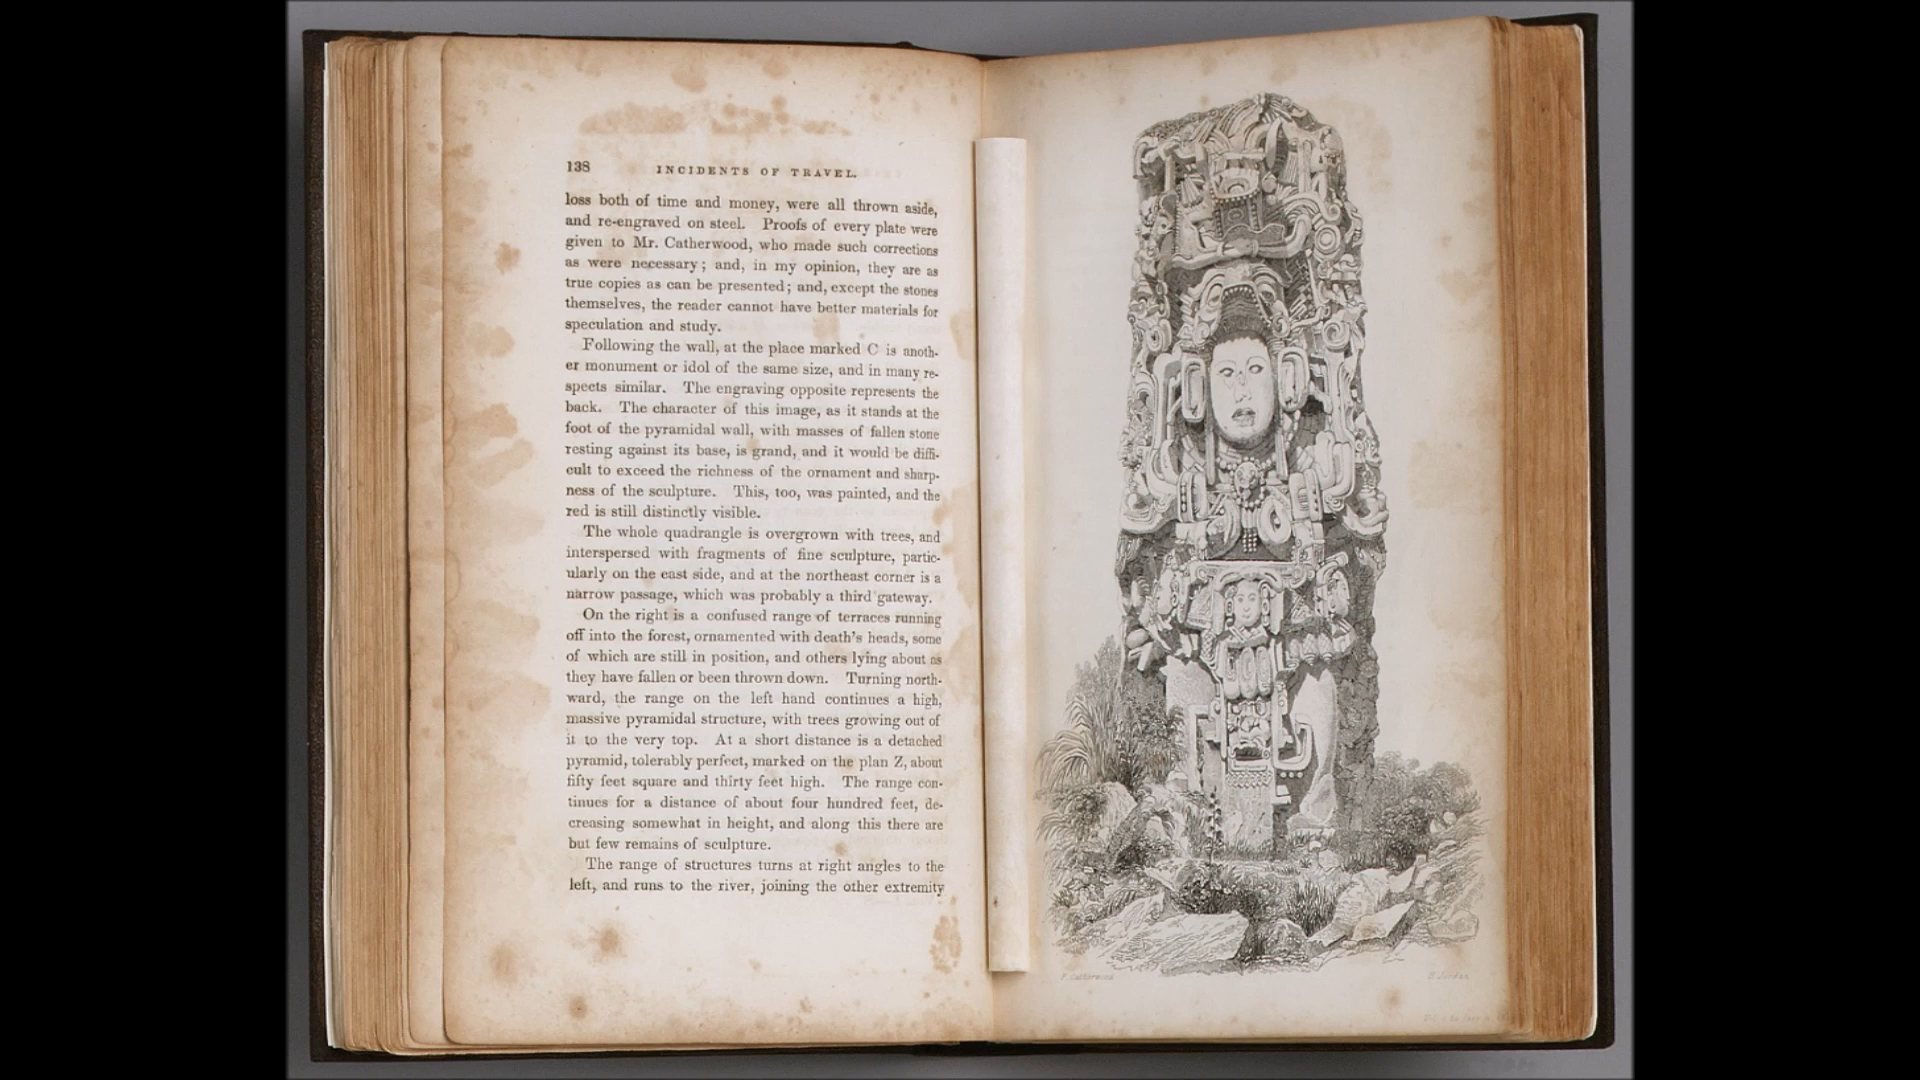 138 INCIDENTS OF TRAVEL.
loss both of time and money, were all thrown aside,
and re-engraved on steel. Proofs of every plate were
given to Mr. Catherwood, who made such corrections
as were necessary; and, in my opinion, they are as
true copies as can be presented; and, except the stones
themselves, the reader cannot have better materials for
speculation and study.
Following the wall, at the place marked C is anoth-
er monument or idol of the same size, and in many re-
spects similar. The engraving opposite represents the
back. The character of this image, as it stands at the
foot of the pyramidal wall, with masses of fallen stone
resting against its base, is grand, and it would be diffi-
cult to exceed the richness of the ornament and sharp-
ness of the sculpture. This, too, was painted, and the
red is still distinctly visible.
The whole quadrangle is overgrown with trees, and
interspersed with fragments of fine sculpture, partic-
ularly on the east side, and at the northeast corner is a
narrow passage, which was probably a third gateway.
On the right is a confused range of terraces running
off into the forest, ornamented with death's heads, some
of which are still in position, and others lying about as
they have fallen or been thrown down. Turning north-
ward, the range on the left hand continues a high,
massive pyramidal structure, with trees growing out of
it to the very top. At a short distance is a detached
pyramid, tolerably perfect, marked on the plan Z, about
fifty feet square and thirty feet high. The range con-
tinues for a distance of about four hundred feet, de-
creasing somewhat in height, and along this there are
but few remains of sculpture.
The range of structures turns at right angles to the
left, and runs to the river, joining the other extremity
F. Catherwood